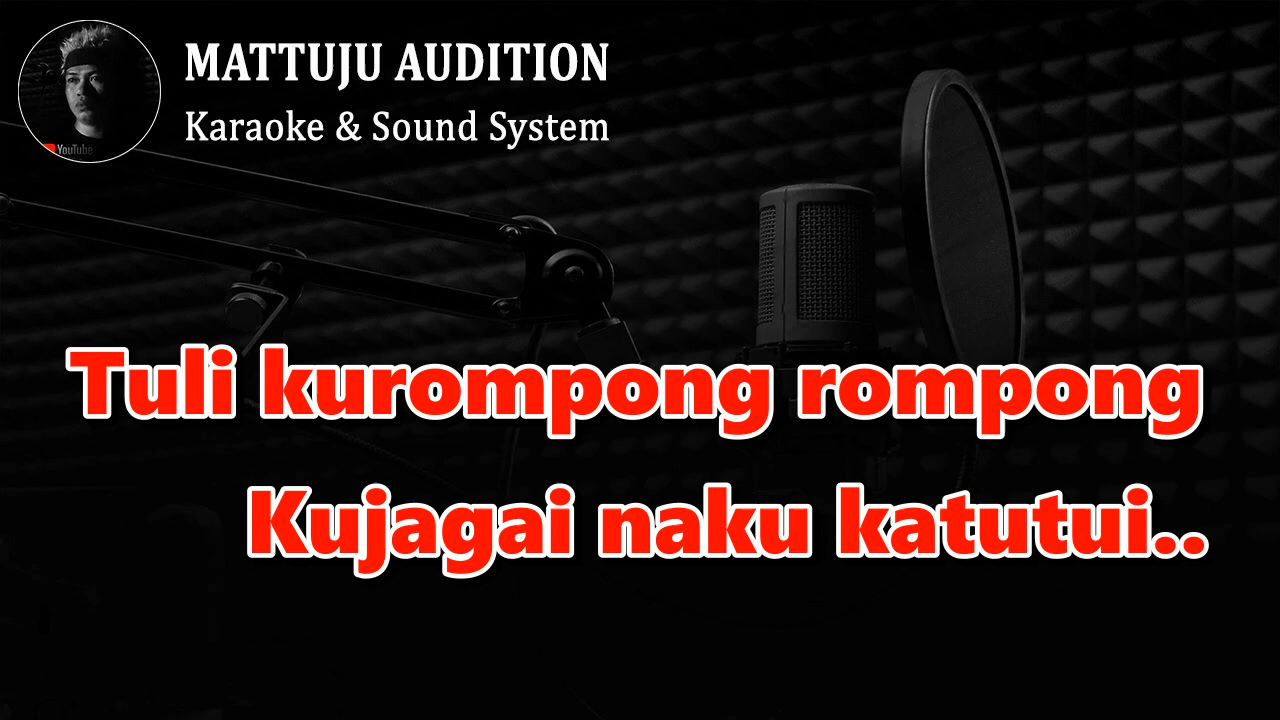 MATTUJU AUDITION
Karaoke & Sound System
YouTube
Tuli kurompong rompong
Kujagai naku katutui..